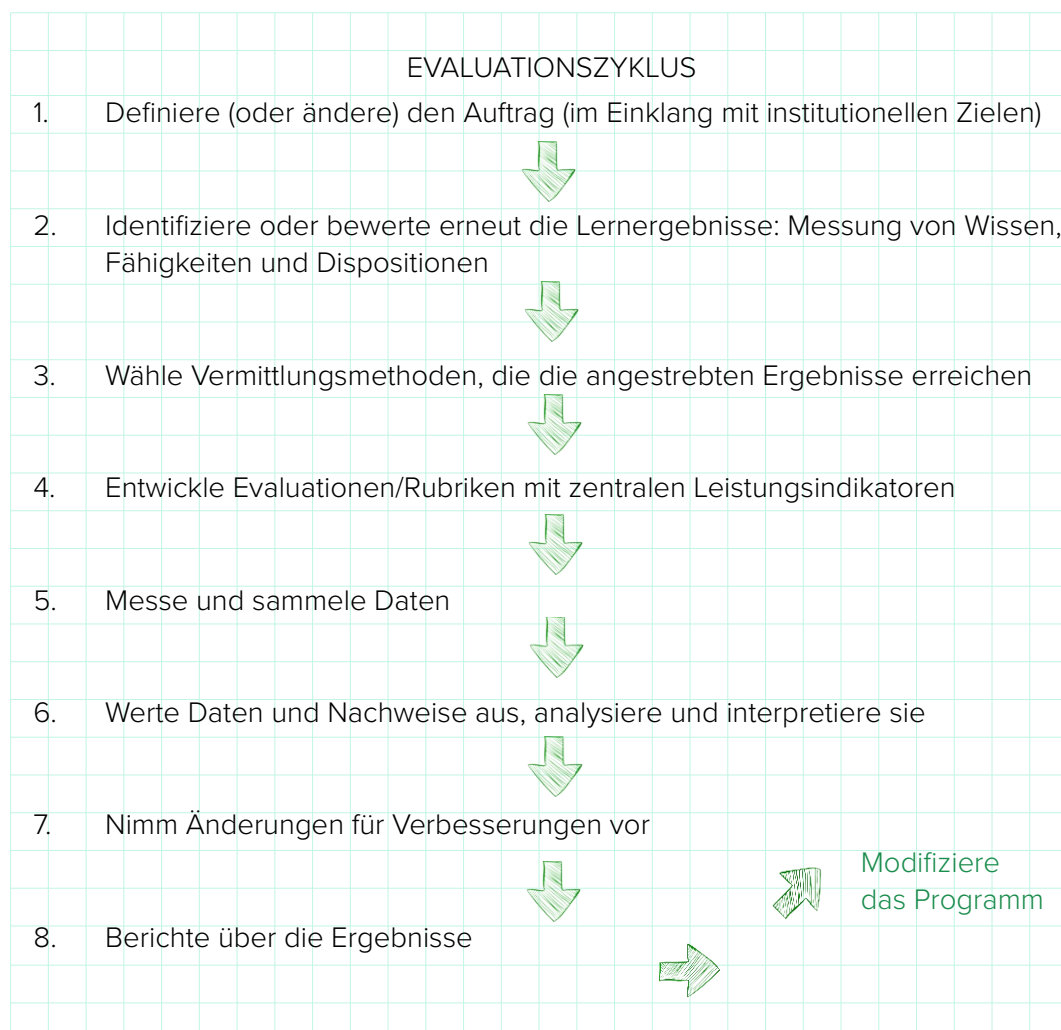 EVALUATIONSZYKLUS
1. Definiere (oder ändere) den Auftrag (im Einklang mit institutionellen Zielen)
2. Identifiziere oder bewerte erneut die Lernergebnisse: Messung von Wissen,
Fähigkeiten und Dispositionen
3. Wähle Vermittlungsmethoden, die die angestrebten Ergebnisse erreichen
4. Entwickle Evaluationen/Rubriken mit zentralen Leistungsindikatoren
5. Messe und sammele Daten
6. Werte Daten und Nachweise aus, analysiere und interpretiere sie
7. Nimm Änderungen für Verbesserungen vor
Modifiziere
das Programm
8. Berichte über die Ergebnisse